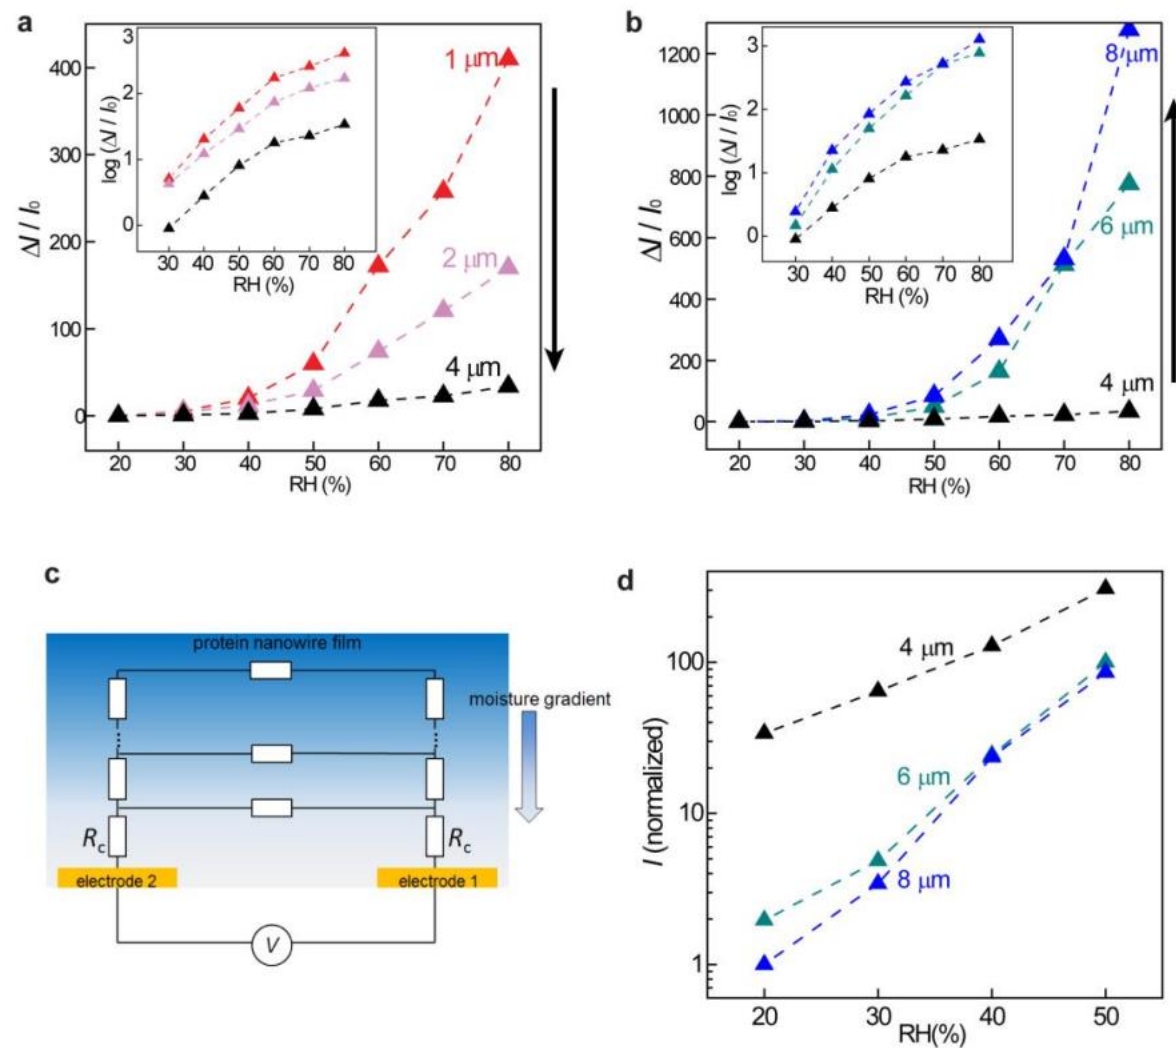 a
400
300
200
100
0
ΔI / I₀
20 30 40 50 60 70 80
RH (%)
1 μm
2 μm
4 μm
3
2
1
0
log (ΔI / I₀)
30 40 50 60 70 80
RH (%)
b
1200
1000
800
600
400
200
0
ΔI / I₀
20 30 40 50 60 70 80
RH (%)
8 μm
6 μm
4 μm
3
2
1
0
log (ΔI / I₀)
30 40 50 60 70 80
RH (%)
c
protein nanowire film
moisture gradient
Rc Rc
electrode 2 electrode 1
V
d
100
10
1
I (normalized)
4 μm
6 μm
8 μm
20 30 40 50
RH(%)